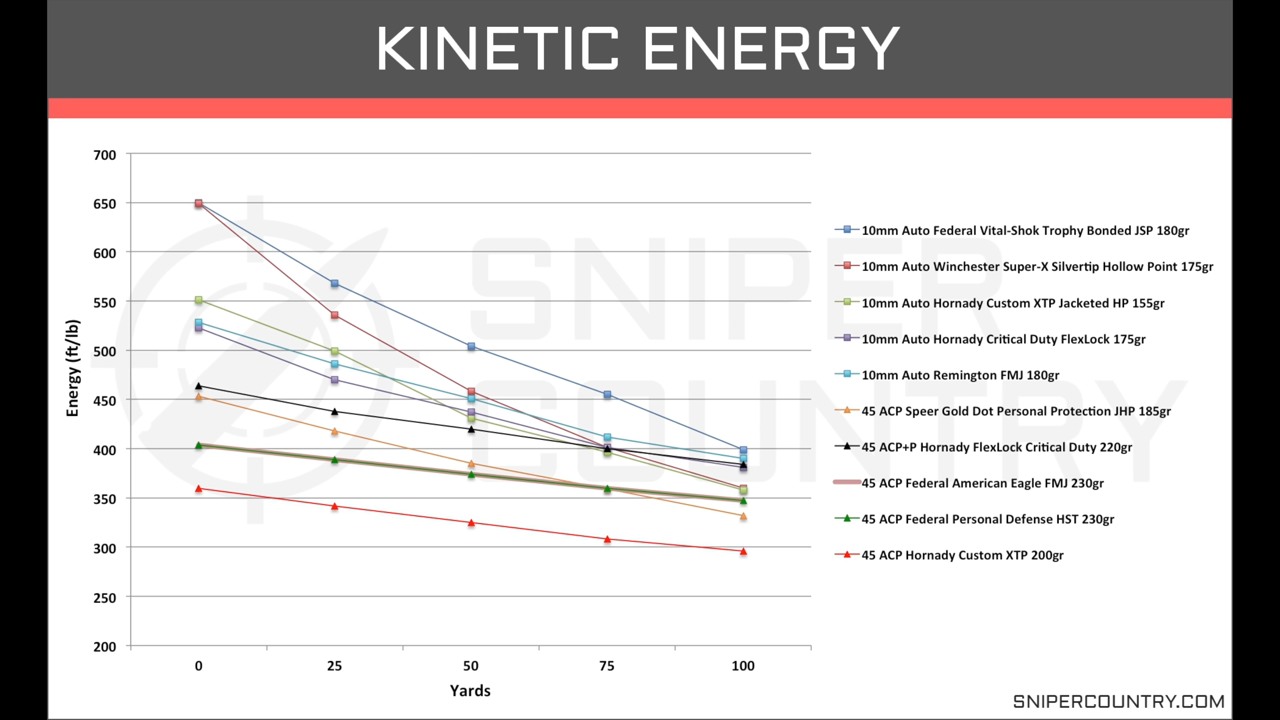 KINETIC ENERGY
SNIPER
COUNTRY
700
650
600
550
500
450
400
350
300
250
200
Energy (ft/lb)
0 25 50 75 100
Yards
10mm Auto Federal Vital-Shok Trophy Bonded JSP 180gr
10mm Auto Winchester Super-X Silvertip Hollow Point 175gr
10mm Auto Hornady Custom XTP Jacketed HP 155gr
10mm Auto Hornady Critical Duty FlexLock 175gr
10mm Auto Remington FMJ 180gr
45 ACP Speer Gold Dot Personal Protection JHP 185gr
45 ACP+P Hornady FlexLock Critical Duty 220gr
45 ACP Federal American Eagle FMJ 230gr
45 ACP Federal Personal Defense HST 230gr
45 ACP Hornady Custom XTP 200gr
SNIPERCOUNTRY.COM